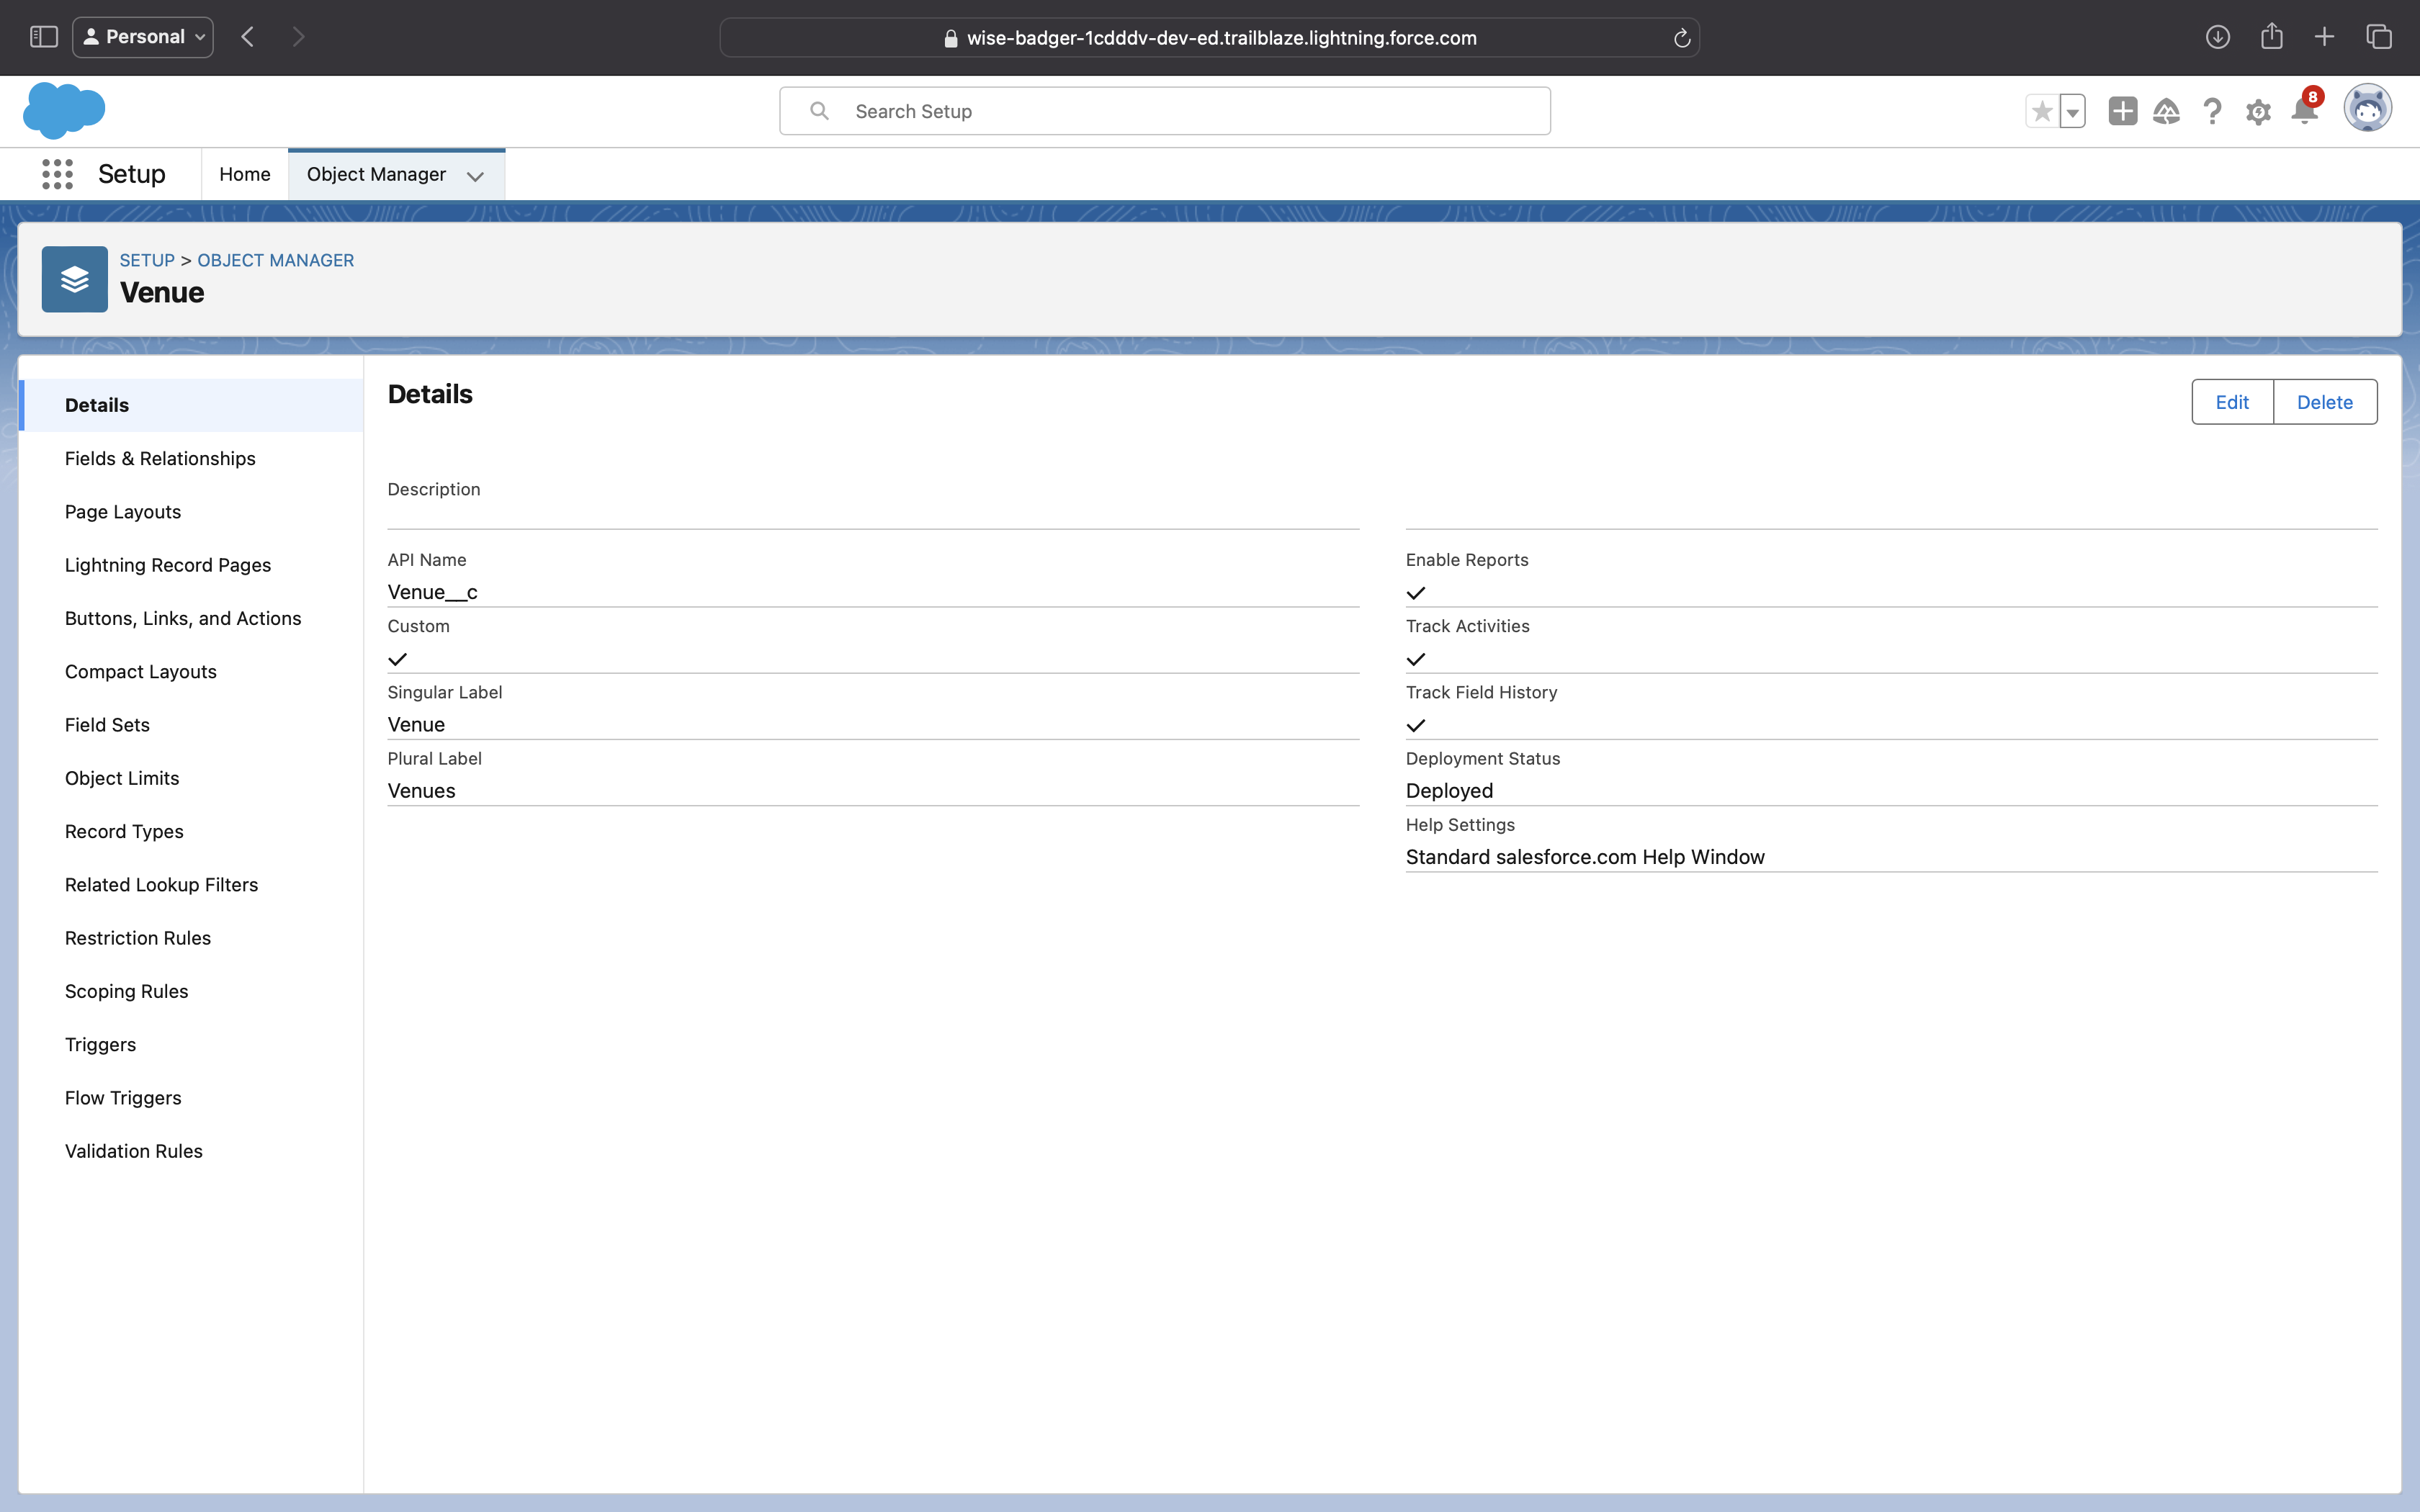 Personal
wise-badger-1cdddv-dev-ed.trailblaze.lightning.force.com
Search Setup
8
Setup
Home
Object Manager
SETUP > OBJECT MANAGER
Venue
Details
Fields & Relationships
Page Layouts
Lightning Record Pages
Buttons, Links, and Actions
Compact Layouts
Field Sets
Object Limits
Record Types
Related Lookup Filters
Restriction Rules
Scoping Rules
Triggers
Flow Triggers
Validation Rules
Details
Edit
Delete
Description
API Name
Venue__c
Custom
Singular Label
Venue
Plural Label
Venues
Enable Reports
Track Activities
Track Field History
Deployment Status
Deployed
Help Settings
Standard salesforce.com Help Window